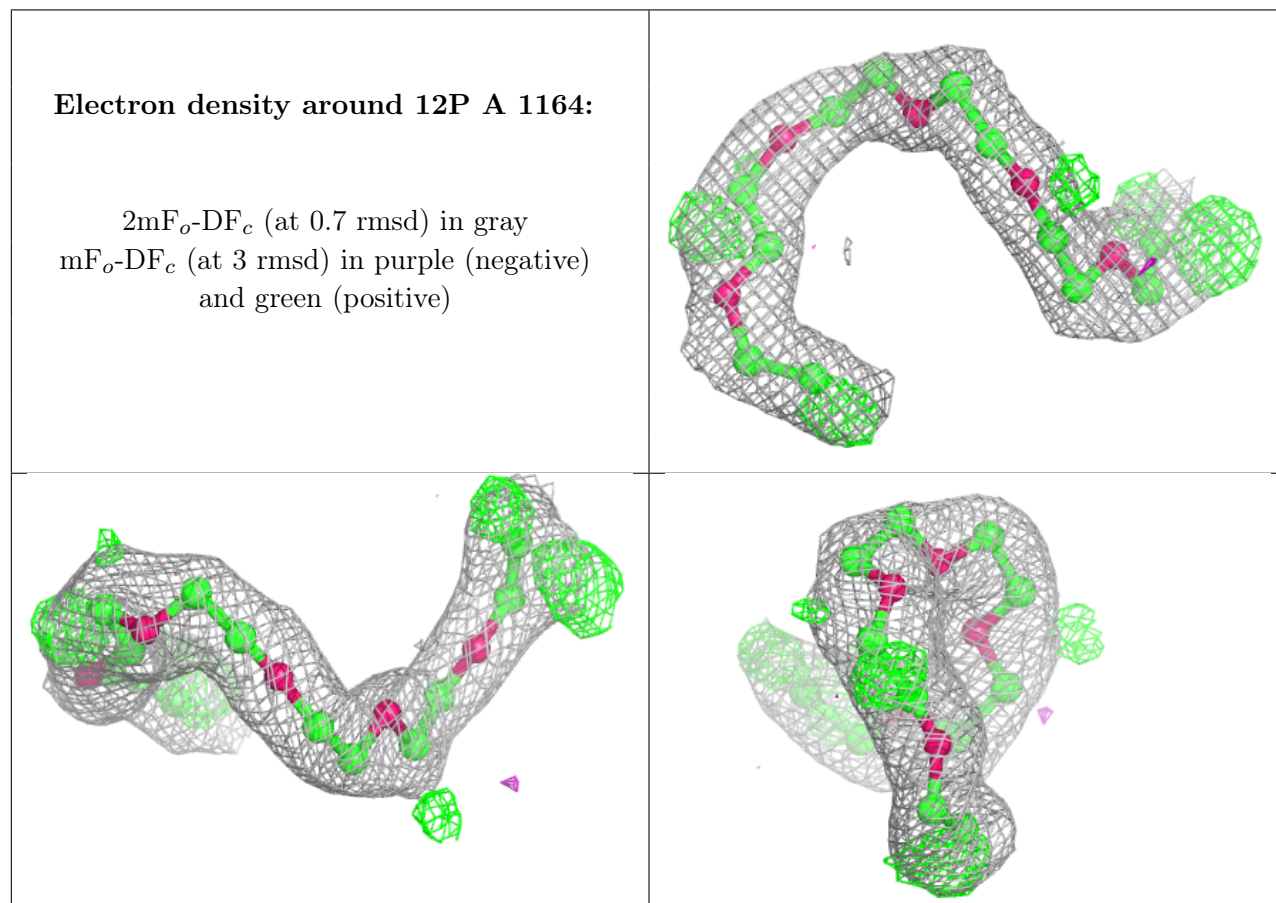 Electron density around 12P A 1164:
2mFo-DFc (at 0.7 rmsd) in gray
mFo-DFc (at 3 rmsd) in purple (negative)
and green (positive)